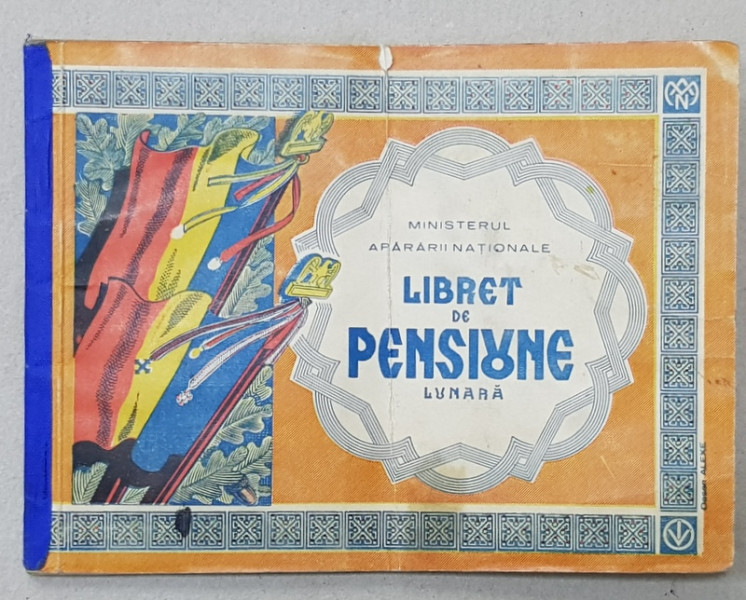 MINISTERUL
APĂRĂRII NAȚIONALE
LIBRET
DE
PENSIUNE
LUNARĂ